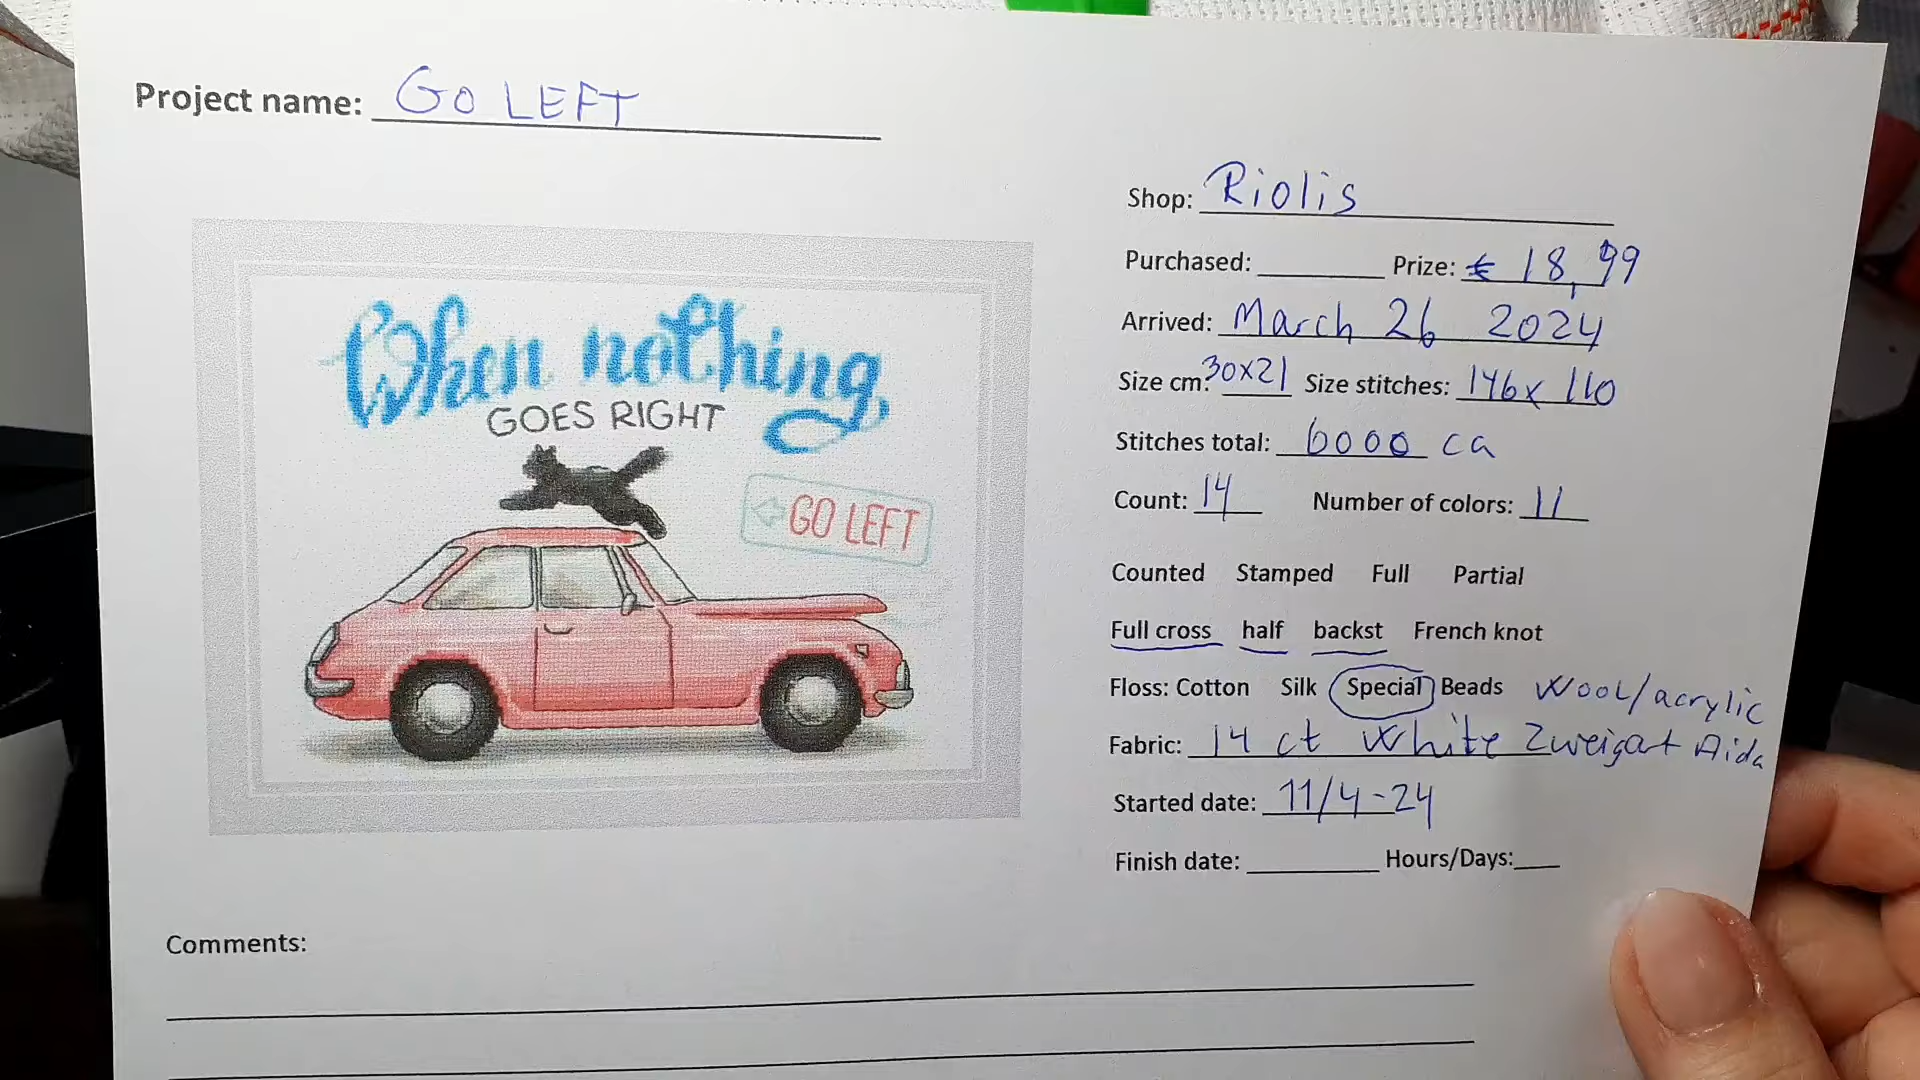 Project name: GO LEFT
When nothing,
GOES RIGHT
GO LEFT
Shop: Riolis
Purchased: Prize: € 18,99
Arrived: March 26 2024
Size cm: 30x21 Size stitches: 146x110
Stitches total: 6000 ca
Count: 14 Number of colors: 11
Counted Stamped Full Partial
Full cross half backst French knot
Floss: Cotton Silk Special Beads Wool/acrylic
Fabric: 14 ct White Zweigart Aida
Started date: 11/4-24
Finish date: Hours/Days:
Comments: